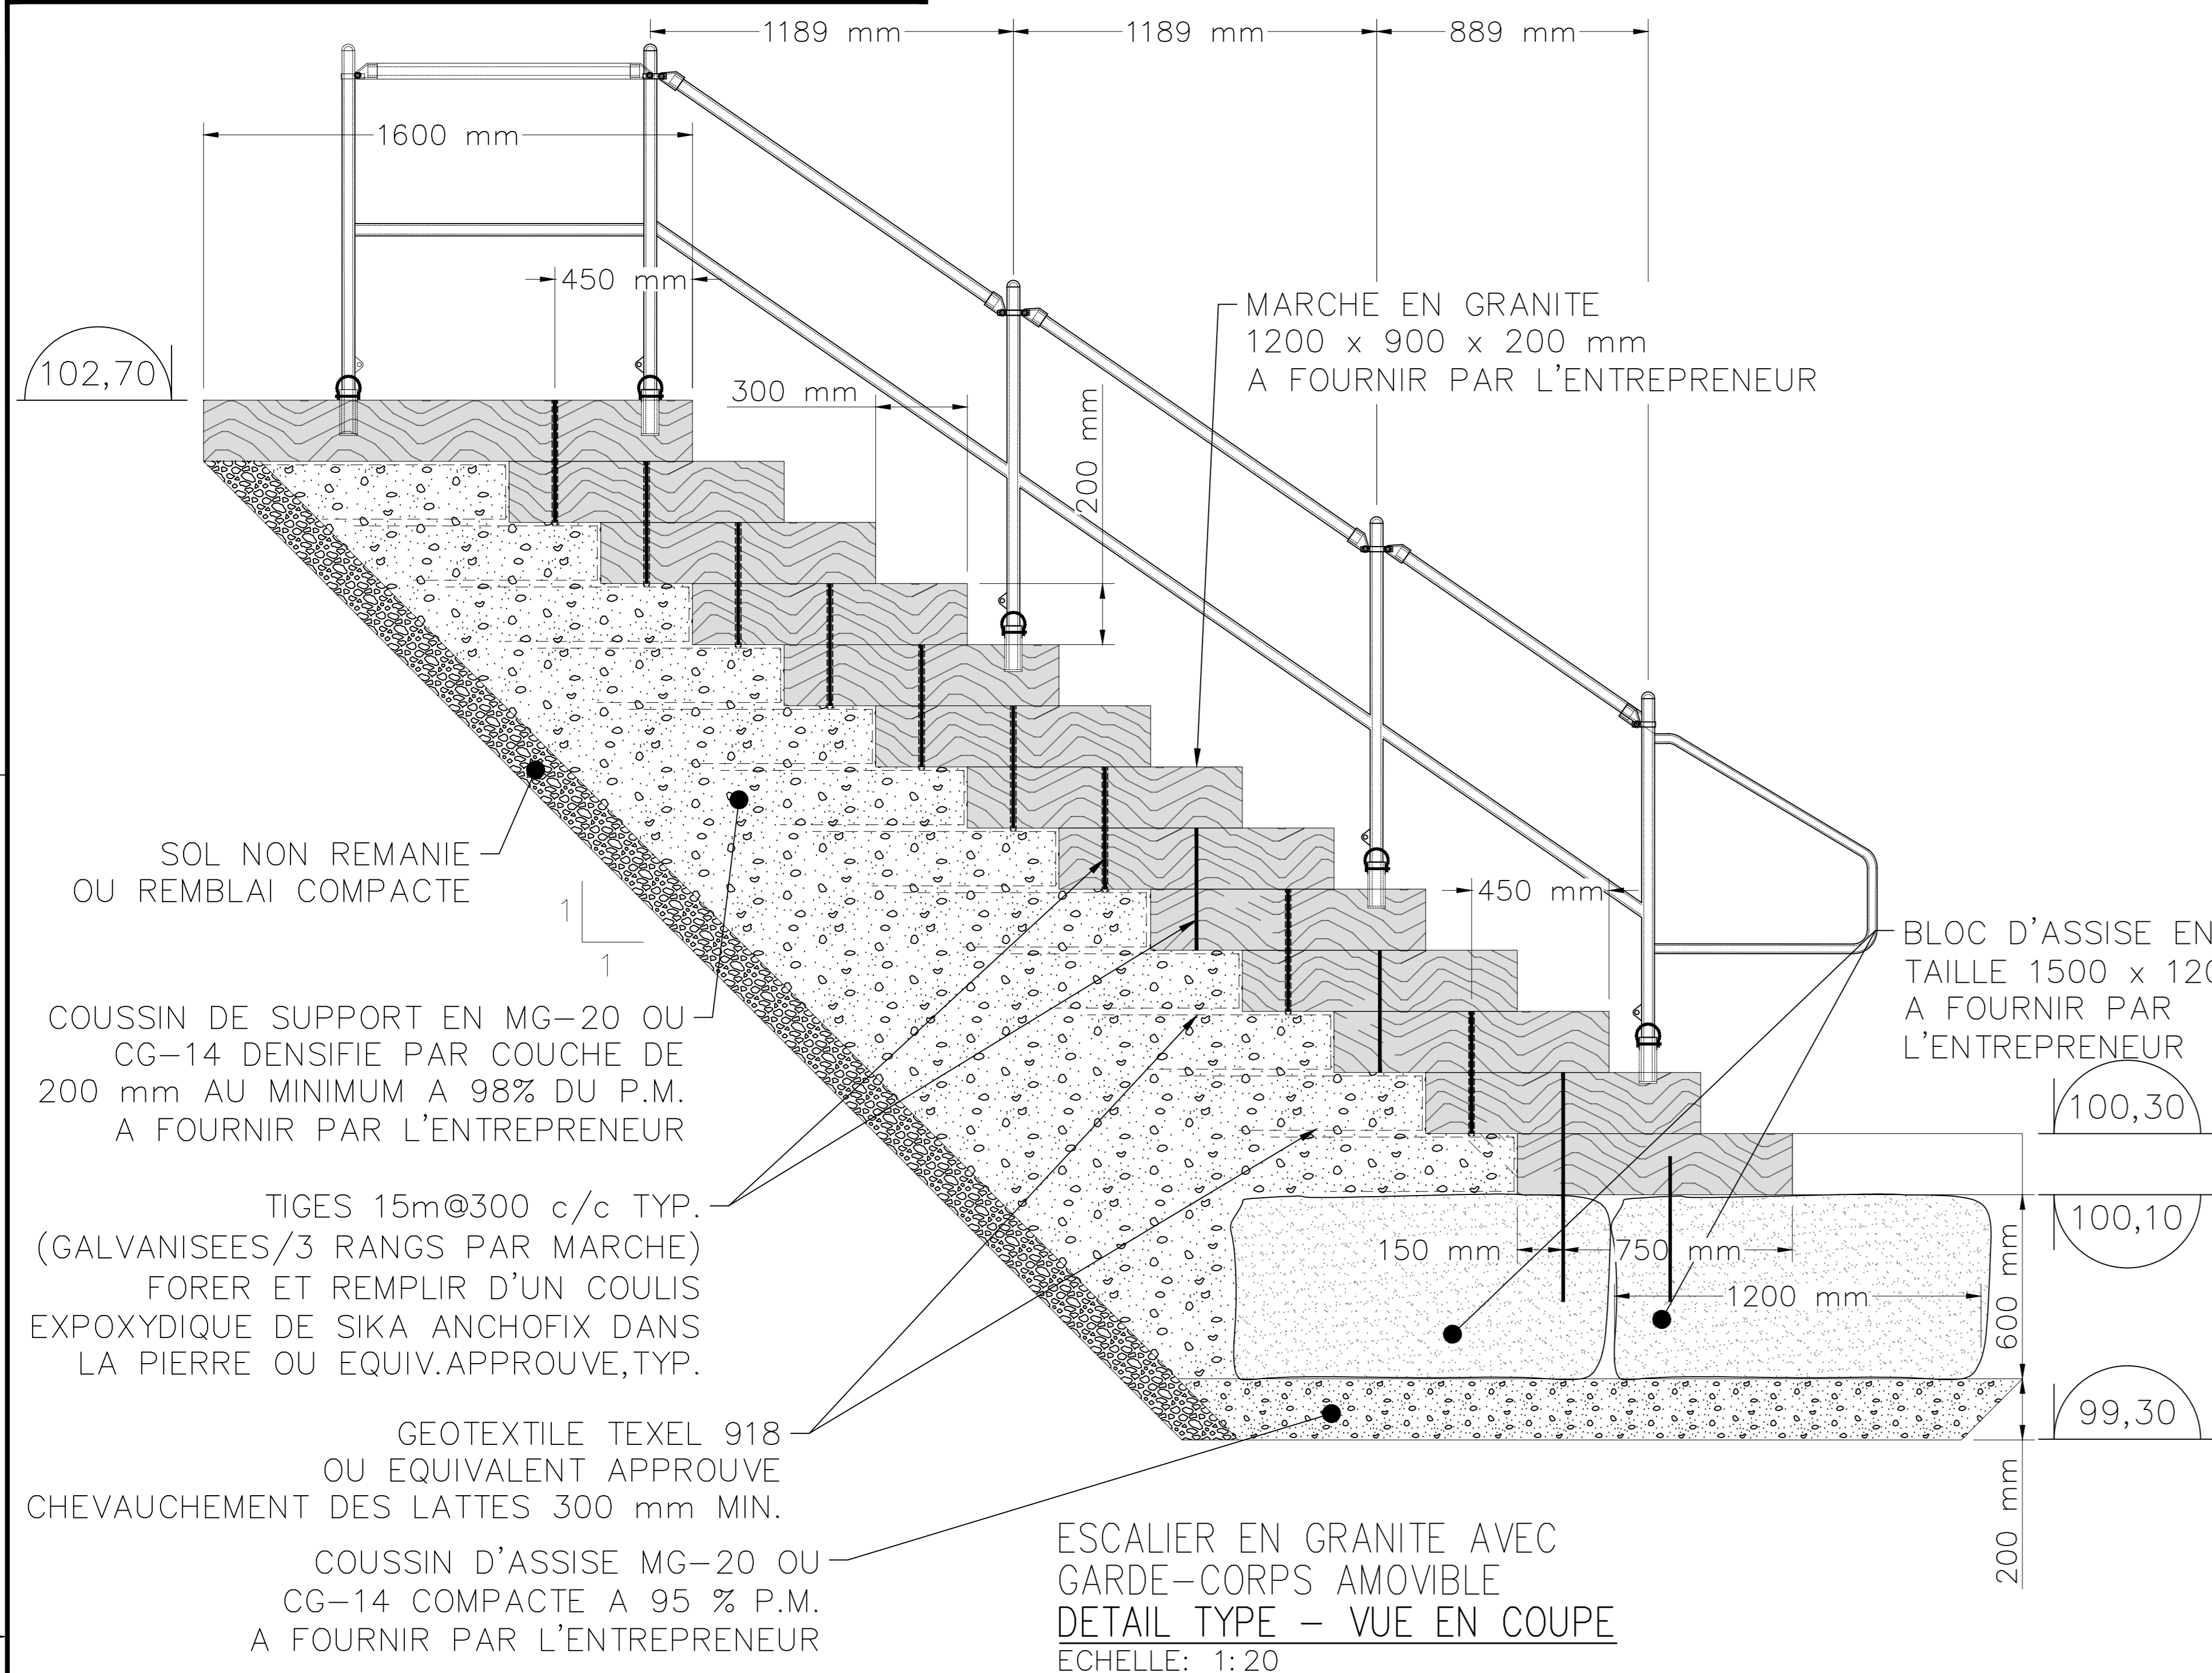 1189 mm
1189 mm
889 mm
1600 mm
450 mm
MARCHE EN GRANITE
1200 x 900 x 200 mm
A FOURNIR PAR L'ENTREPRENEUR
102,70
300 mm
200 mm
SOL NON REMANIE
OU REMBLAI COMPACTE
1
1
450 mm
BLOC D'ASSISE EN
TAILLE 1500 x 120
A FOURNIR PAR
L'ENTREPRENEUR
COUSSIN DE SUPPORT EN MG-20 OU
CG-14 DENSIFIE PAR COUCHE DE
200 mm AU MINIMUM A 98% DU P.M.
A FOURNIR PAR L'ENTREPRENEUR
100,30
100,10
TIGES 15m@300 c/c TYP.
(GALVANISEES/3 RANGS PAR MARCHE)
FORER ET REMPLIR D'UN COULIS
EXPOXYDIQUE DE SIKA ANCHOFIX DANS
LA PIERRE OU EQUIV.APPROUVE,TYP.
150 mm
750 mm
1200 mm
600 mm
99,30
GEOTEXTILE TEXEL 918
OU EQUIVALENT APPROUVE
CHEVAUCHEMENT DES LATTES 300 mm MIN.
200 mm
COUSSIN D'ASSISE MG-20 OU
CG-14 COMPACTE A 95 % P.M.
A FOURNIR PAR L'ENTREPRENEUR
ESCALIER EN GRANITE AVEC
GARDE-CORPS AMOVIBLE
DETAIL TYPE - VUE EN COUPE
ECHELLE: 1:20